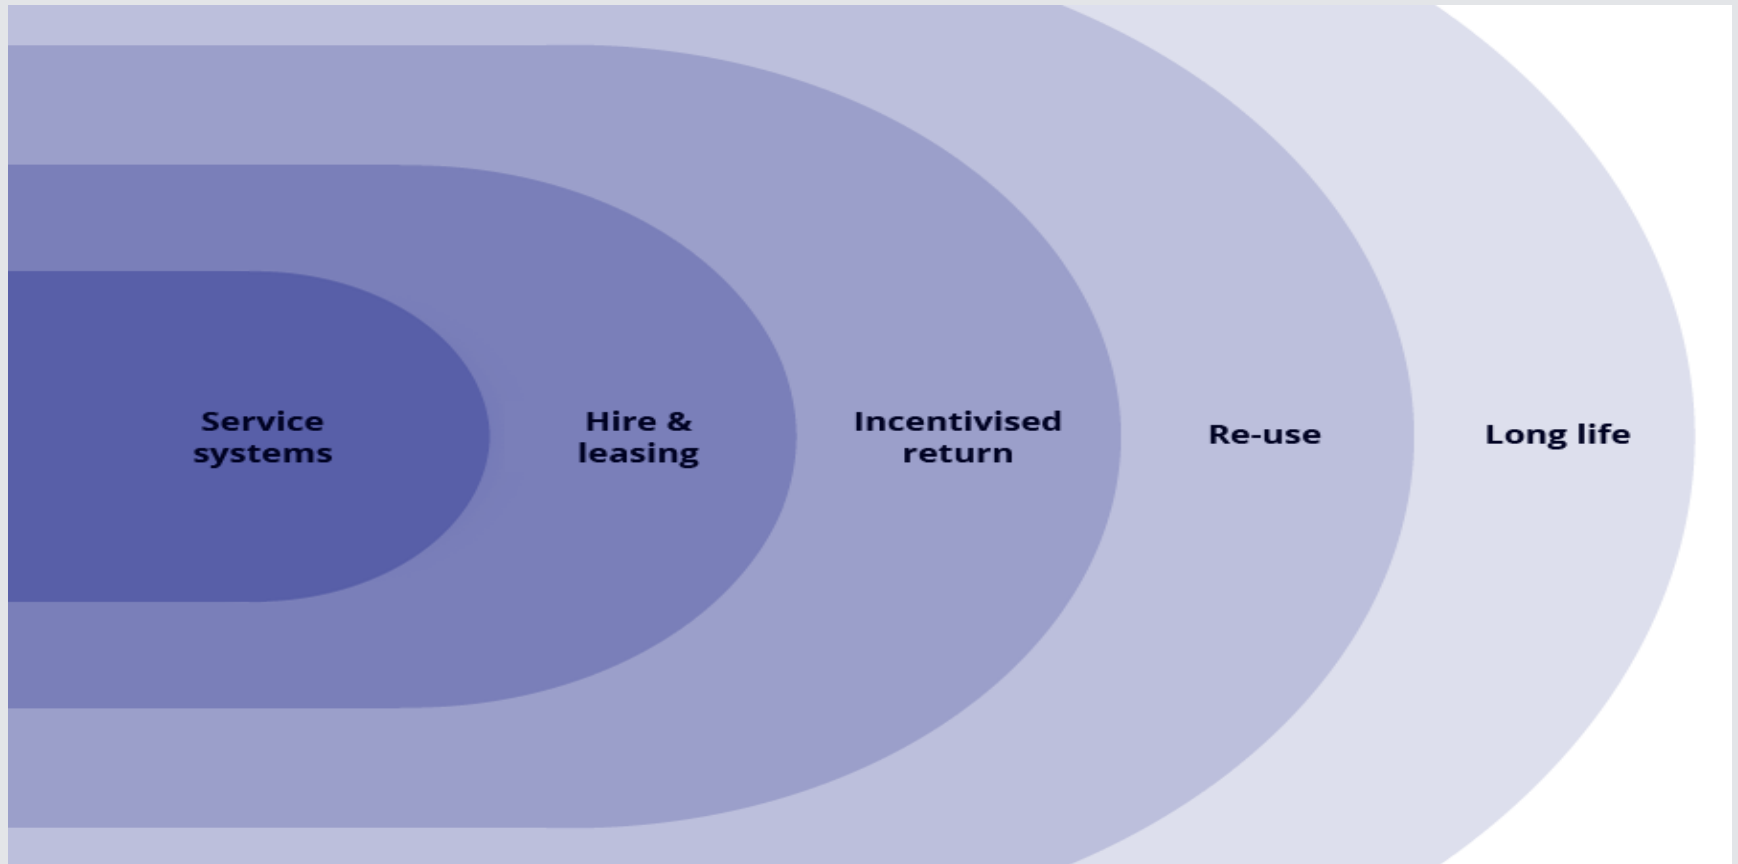 Service
systems
Hire &
leasing
Incentivised
return
Re-use
Long life